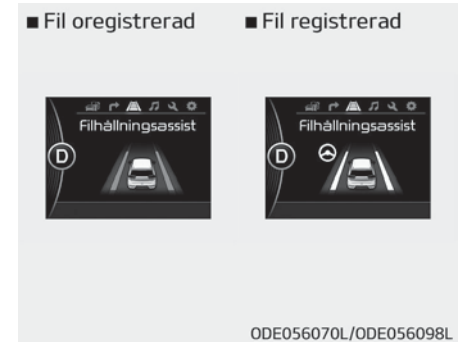 ■ Fil oregistrerad
■ Fil registrerad
Filhållningsassist
D
Filhållningsassist
D
ODE056070L/ODE056098L